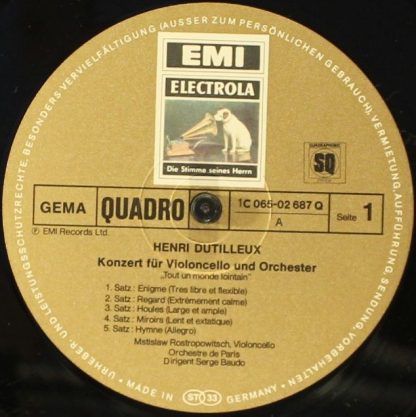 URHEBER- UND LEISTUNGSSCHUTZRECHTE, BESONDERS VERVIELFÄLTIGUNG (AUSSER ZUM PERSÖNLICHEN GEBRAUCH), VERMIETUNG, AUFFÜHRUNG, SENDUNG, VORBEHALTEN · MADE IN ST 33 GERMANY ·
EMI
ELECTROLA
Die Stimme seines Herrn
QUADRAPHONIC
SQ
GEMA
QUADRO
1C 065-02 687 Q
A
Seite 1
℗ EMI Records Ltd.
HENRI DUTILLEUX
Konzert für Violoncello und Orchester
„Tout un monde lointain"
1. Satz: Enigme (Tres libre et flexible)
2. Satz: Regard (Extrêmement calme)
3. Satz: Houles (Large et ample)
4. Satz: Miroirs (Lent et extatique)
5. Satz: Hymne (Allegro)
Mstislaw Rostropowitsch, Violoncello
Orchestre de Paris
Dirigent Serge Baudo